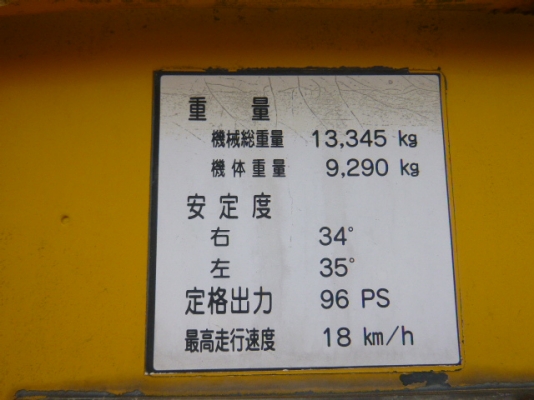 重量
機械総重量 13,345 kg
機体重量 9,290 kg
安定度
右 34°
左 35°
定格出力 96 PS
最高走行速度 18 km/h